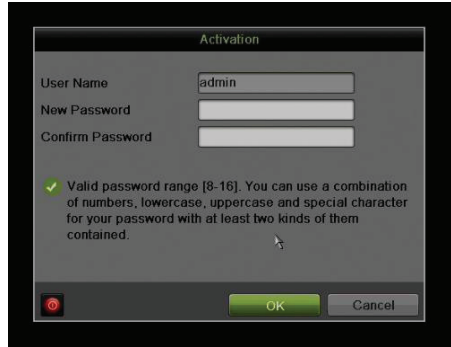 Activation
User Name admin
New Password
Confirm Password
Valid password range [8-16]. You can use a combination
of numbers, lowercase, uppercase and special character
for your password with at least two kinds of them
contained.
OK Cancel